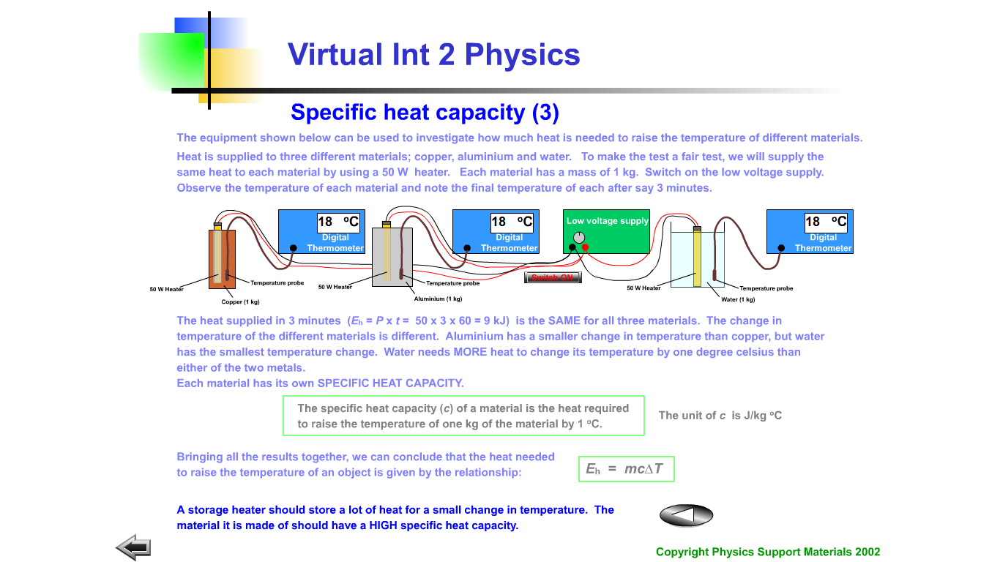 Virtual Int 2 Physics
Specific heat capacity (3)
The equipment shown below can be used to investigate how much heat is needed to raise the temperature of different materials.
Heat is supplied to three different materials; copper, aluminium and water.   To make the test a fair test, we will supply the
same heat to each material by using a 50 W  heater.   Each material has a mass of 1 kg.  Switch on the low voltage supply.
Observe the temperature of each material and note the final temperature of each after say 3 minutes.
18 ºC
Digital
Thermometer
50 W Heater
Temperature probe
Copper (1 kg)
18 ºC
Digital
Thermometer
50 W Heater
Temperature probe
Aluminium (1 kg)
Low voltage supply
Switch ON
18 ºC
Digital
Thermometer
50 W Heater
Temperature probe
Water (1 kg)
The heat supplied in 3 minutes  (Eh = P x t =  50 x 3 x 60 = 9 kJ)  is the SAME for all three materials.  The change in
temperature of the different materials is different.  Aluminium has a smaller change in temperature than copper, but water
has the smallest temperature change.  Water needs MORE heat to change its temperature by one degree celsius than
either of the two metals.
Each material has its own SPECIFIC HEAT CAPACITY.
The specific heat capacity (c) of a material is the heat required
to raise the temperature of one kg of the material by 1 ºC.
The unit of c  is J/kg ºC
Bringing all the results together, we can conclude that the heat needed
to raise the temperature of an object is given by the relationship:
Eh  =  mc∆T
A storage heater should store a lot of heat for a small change in temperature.  The
material it is made of should have a HIGH specific heat capacity.
Copyright Physics Support Materials 2002